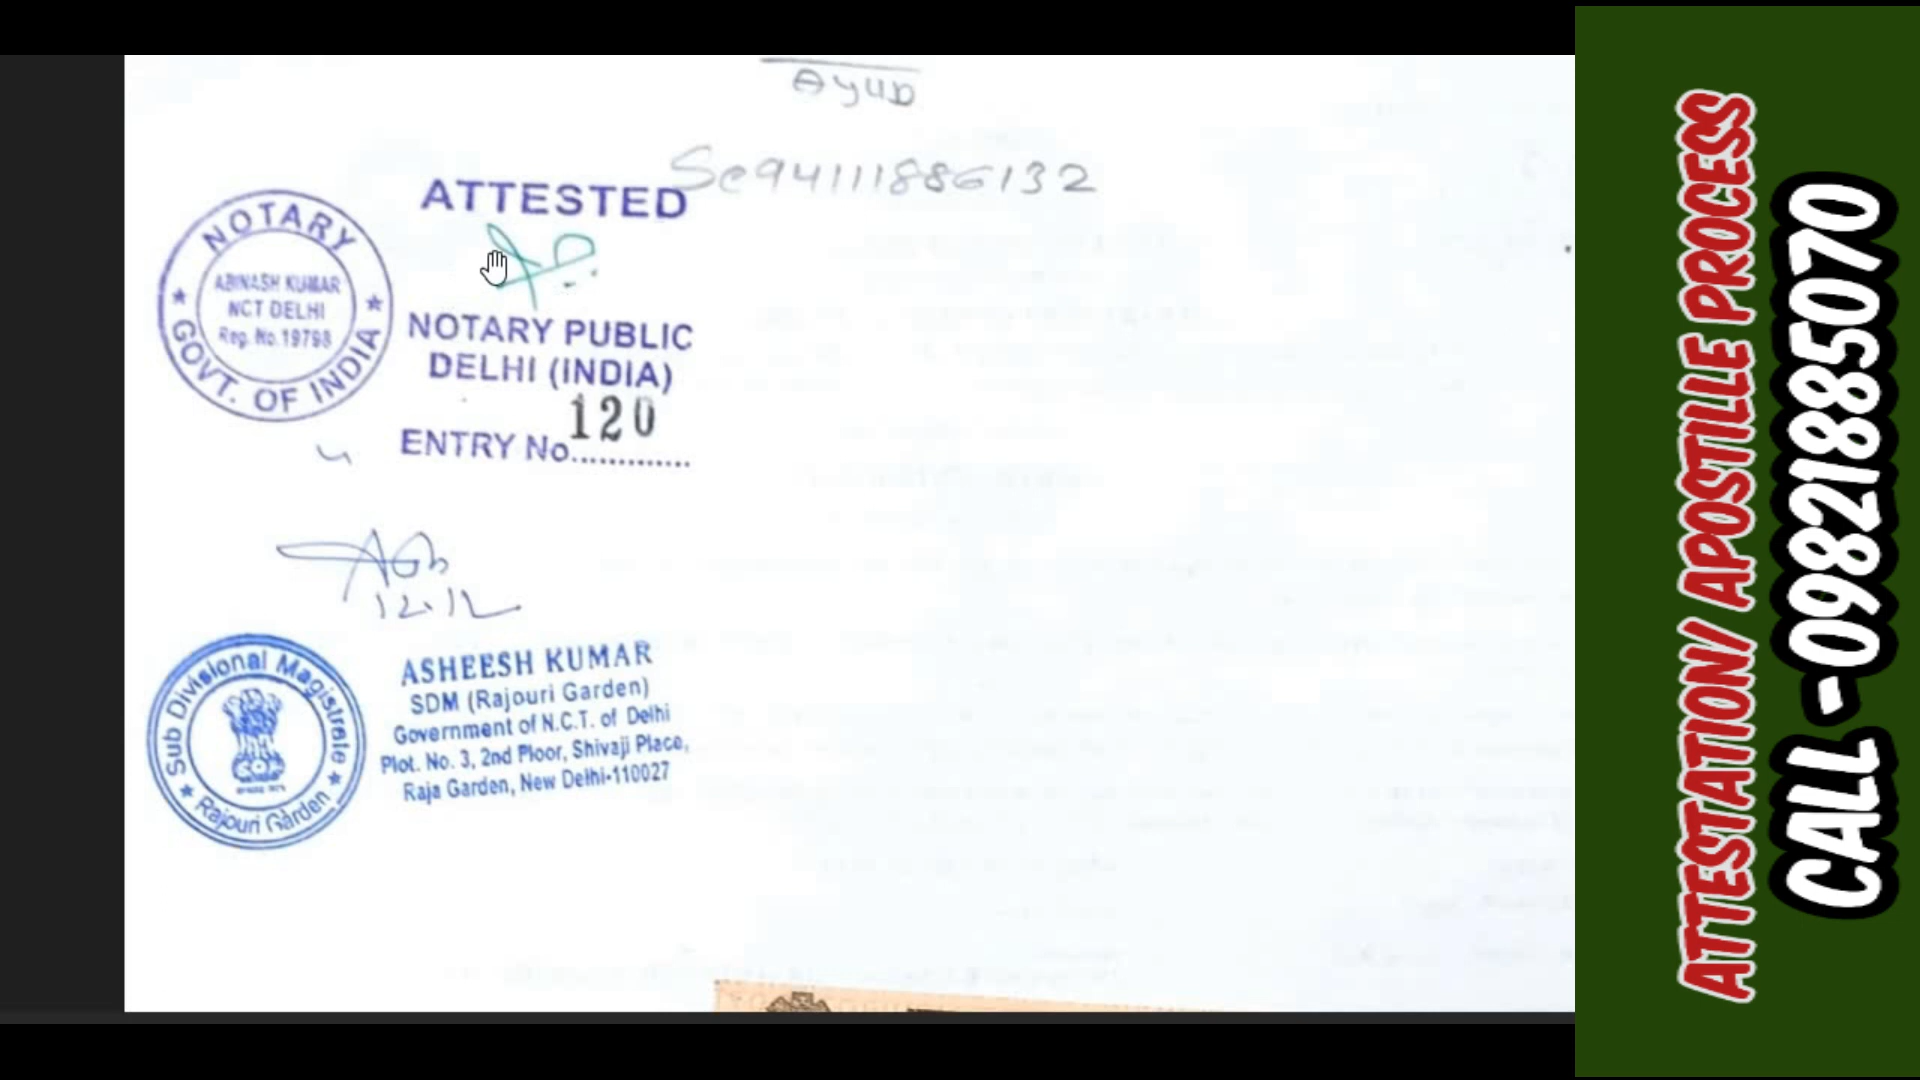 Ayub
Sc94111886132
ATTESTED
NOTARY
ABINASH KUMAR
NCT DELHI
Reg. No.19798
GOVT. OF INDIA
NOTARY PUBLIC
DELHI (INDIA)
120
ENTRY No.............
12.12
Sub Divisional Magistrate
Rajouri Garden
ASHEESH KUMAR
SDM (Rajouri Garden)
Government of N.C.T. of Delhi
Plot. No. 3, 2nd Floor, Shivaji Place,
Raja Garden, New Delhi-110027
ATTESTATION/ APOSTILLE PROCESS
CALL -09821885070